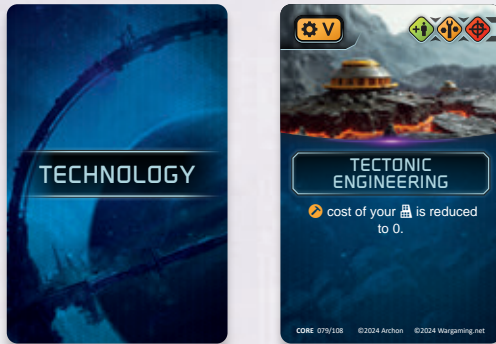 TECHNOLOGY
V
TECTONIC
ENGINEERING
cost of your is reduced
to 0.
CORE 079/108 ©2024 Archon ©2024 Wargaming.net